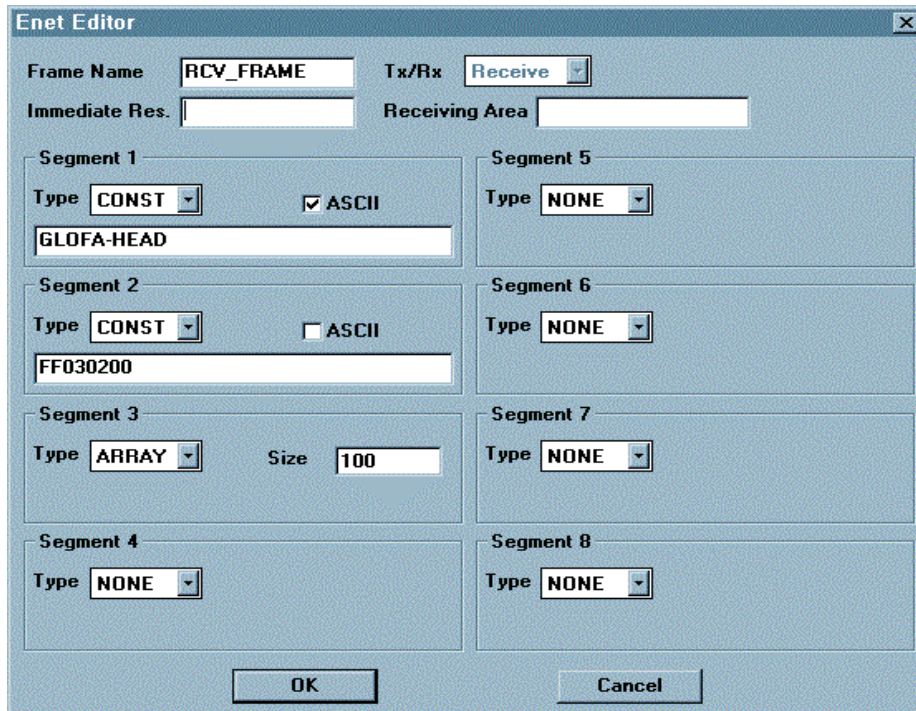 Enet Editor
Frame Name RCV_FRAME Tx/Rx Receive
Immediate Res. Receiving Area
Segment 1
Type CONST ASCII
GLOFA-HEAD
Segment 2
Type CONST ASCII
FF030200
Segment 3
Type ARRAY Size 100
Segment 4
Type NONE
Segment 5
Type NONE
Segment 6
Type NONE
Segment 7
Type NONE
Segment 8
Type NONE
OK Cancel